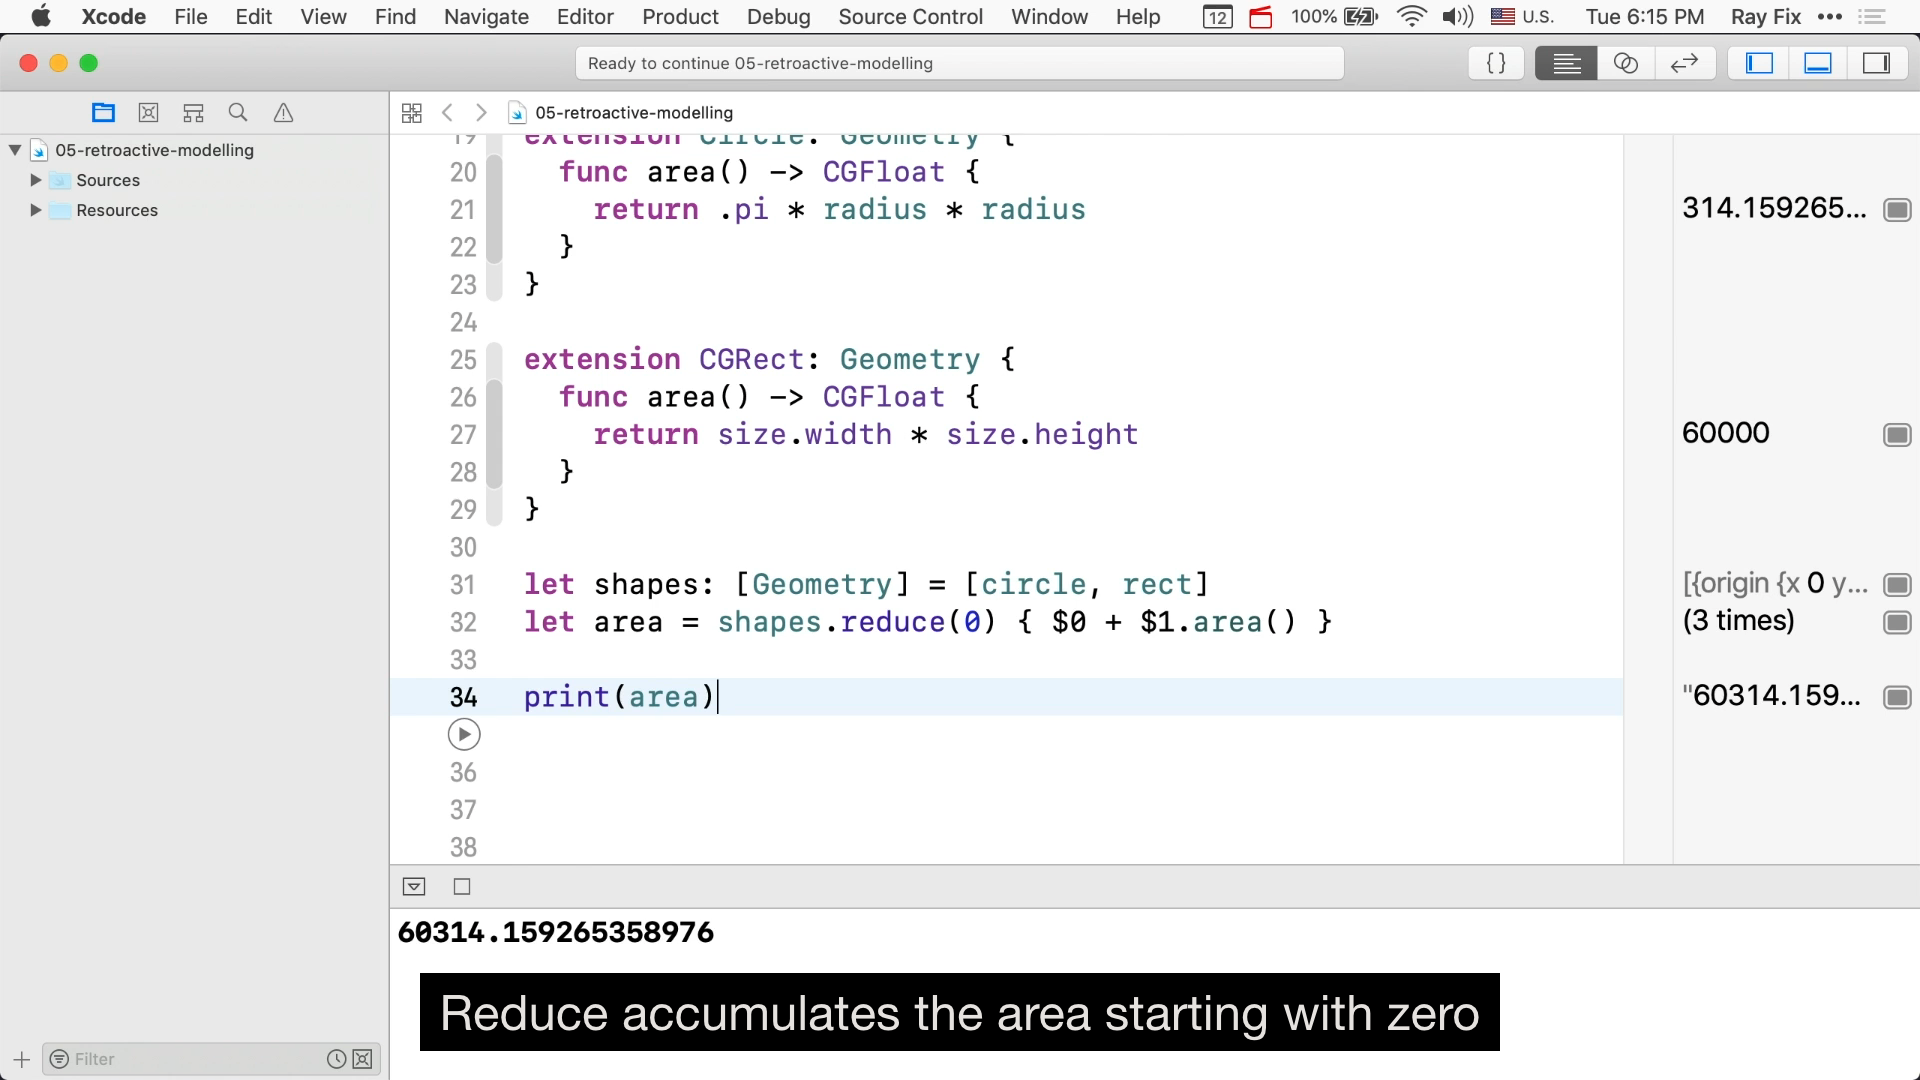 Xcode File Edit View Find Navigate Editor Product Debug Source Control Window Help 12 100% U.S. Tue 6:15 PM Ray Fix
Ready to continue 05-retroactive-modelling
{}
05-retroactive-modelling
05-retroactive-modelling
Sources
Resources
19 extension Circle: Geometry {
20 func area() -> CGFloat {
21 return .pi * radius * radius
314.159265...
22 }
23 }
24
25 extension CGRect: Geometry {
26 func area() -> CGFloat {
27 return size.width * size.height
60000
28 }
29 }
30
31 let shapes: [Geometry] = [circle, rect]
[{origin {x 0 y...
32 let area = shapes.reduce(0) { $0 + $1.area() }
(3 times)
33
34 print(area)
"60314.159...
36
37
38
60314.159265358976
Reduce accumulates the area starting with zero
Filter